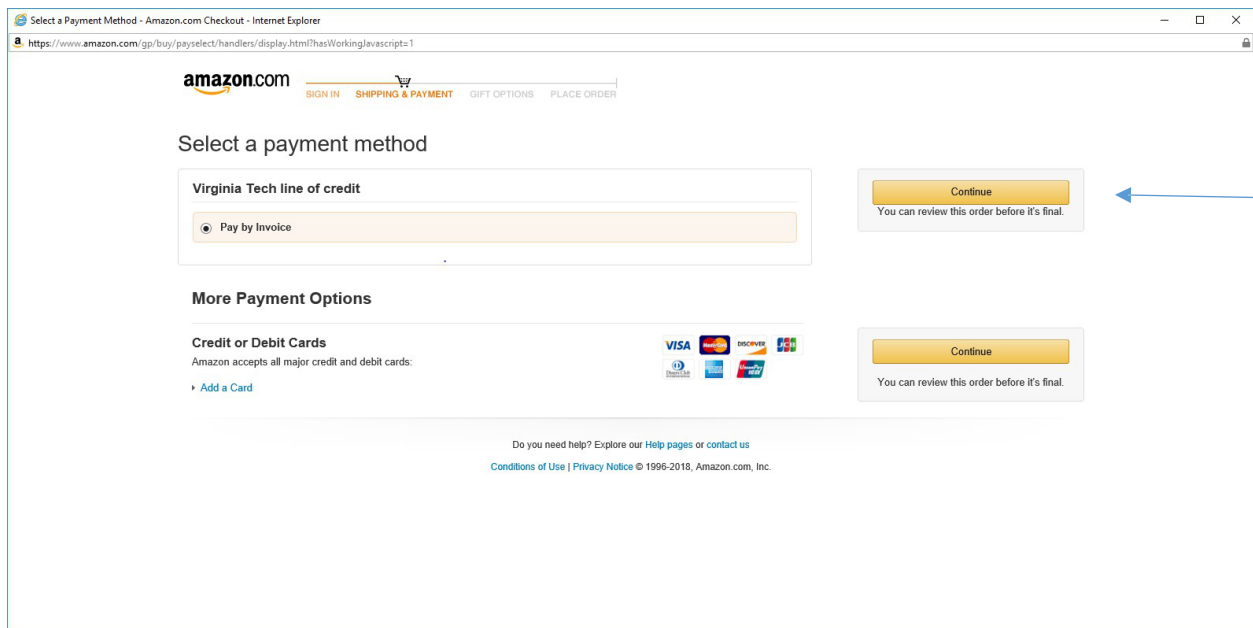 Select a Payment Method - Amazon.com Checkout - Internet Explorer
https://www.amazon.com/gp/buy/payselect/handlers/display.html?hasWorkingJavascript=1
amazon.com
SIGN IN SHIPPING & PAYMENT GIFT OPTIONS PLACE ORDER
Select a payment method
Virginia Tech line of credit
Pay by Invoice
Continue
You can review this order before it's final.
More Payment Options
Credit or Debit Cards
Amazon accepts all major credit and debit cards:
Add a Card
VISA MasterCard DISCOVER JCB
Diners Club UnionPay
Continue
You can review this order before it's final.
Do you need help? Explore our Help pages or contact us
Conditions of Use | Privacy Notice © 1996-2018, Amazon.com, Inc.